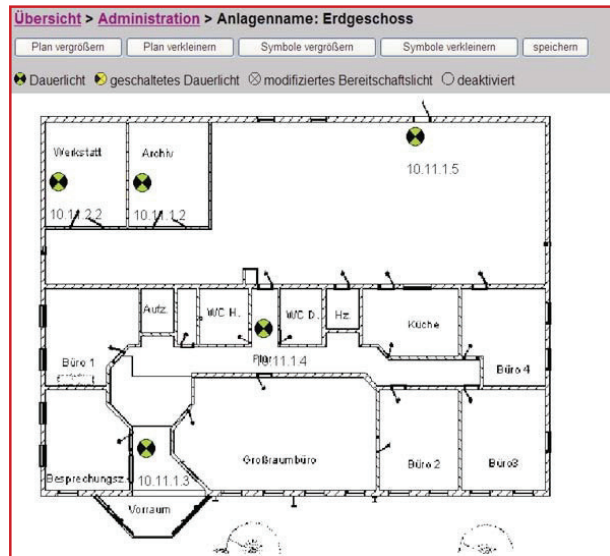 Übersicht > Administration > Anlagenname: Erdgeschoss
Plan vergrößern Plan verkleinern Symbole vergrößern Symbole verkleinern speichern
Dauerlicht geschaltetes Dauerlicht modifiziertes Bereitschaftslicht deaktiviert
Werkstatt Archiv
10.11.1.5
10.11.2.2 10.11.1.2
Aufz. WC H. WC D. Hz.
Küche
Büro 1 Flur Büro 4
10.11.1.4
Großraumbüro Büro 2 Büro3
Besprechungsz. 10.11.1.3
Vorraum